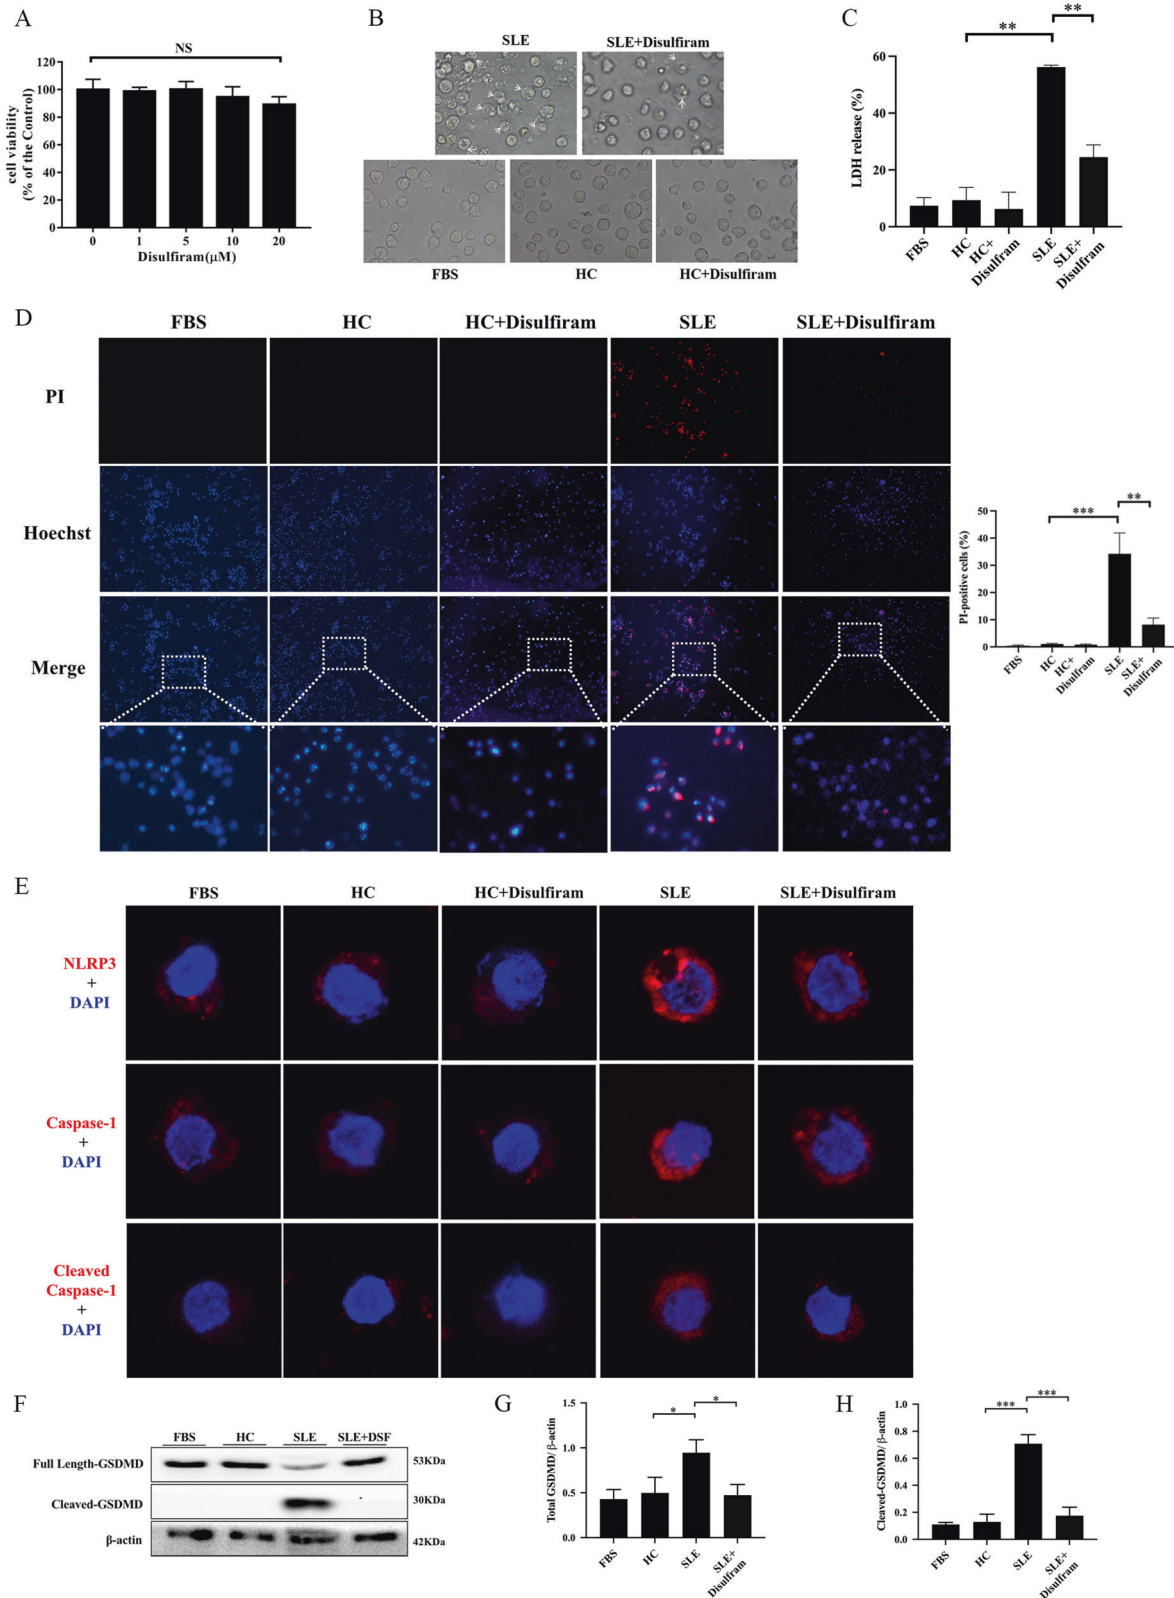 A
NS
120
100
80
60
40
20
0
cell viability
(% of the Control)
0 1 5 10 20
Disulfiram(μM)
B
SLE SLE+Disulfiram
FBS HC HC+Disulfiram
C
**
**
60
40
20
0
LDH release (%)
FBS
HC
HC+
Disulfram
SLE
SLE+
Disulfram
D
FBS HC HC+Disulfiram SLE SLE+Disulfiram
PI
Hoechst
Merge
***
**
50
40
30
20
10
0
PI-positive cells (%)
FBS
HC
HC+
Disulfram
SLE
SLE+
Disulfram
E
FBS HC HC+Disulfiram SLE SLE+Disulfiram
NLRP3
+
DAPI
Caspase-1
+
DAPI
Cleaved
Caspase-1
+
DAPI
F
FBS HC SLE SLE+DSF
Full Length-GSDMD 53KDa
Cleaved-GSDMD 30KDa
β-actin 42KDa
G
*
*
1.5
1.0
0.5
0.0
Total GSDMD/ β-actin
FBS
HC
SLE
SLE+
Disulfram
H
***
***
1.0
0.8
0.6
0.4
0.2
0.0
Cleaved-GSDMD/ β-actin
FBS
HC
SLE
SLE+
Disulfram